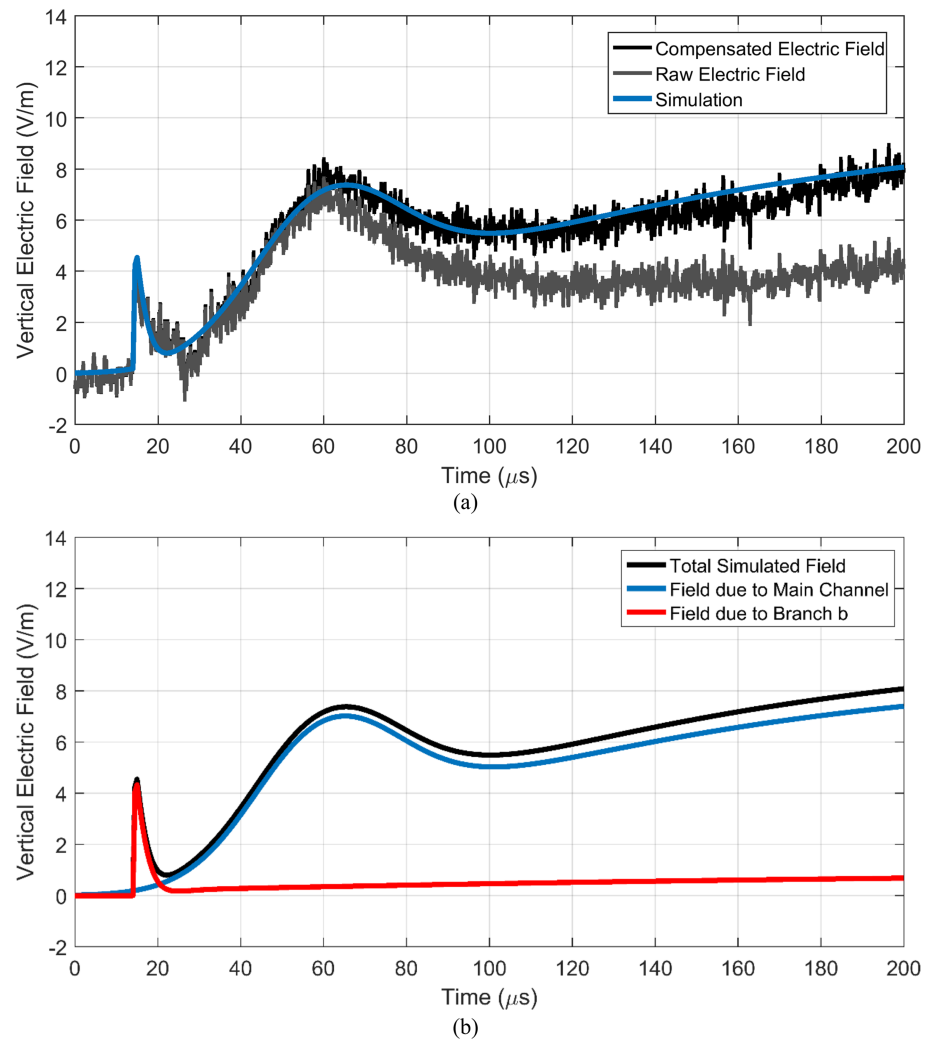 14
12
10
8
6
4
2
0
-2
Vertical Electric Field (V/m)
Compensated Electric Field
Raw Electric Field
Simulation
0 20 40 60 80 100 120 140 160 180 200
Time (μs)
(a)
14
12
10
8
6
4
2
0
-2
Vertical Electric Field (V/m)
Total Simulated Field
Field due to Main Channel
Field due to Branch b
0 20 40 60 80 100 120 140 160 180 200
Time (μs)
(b)